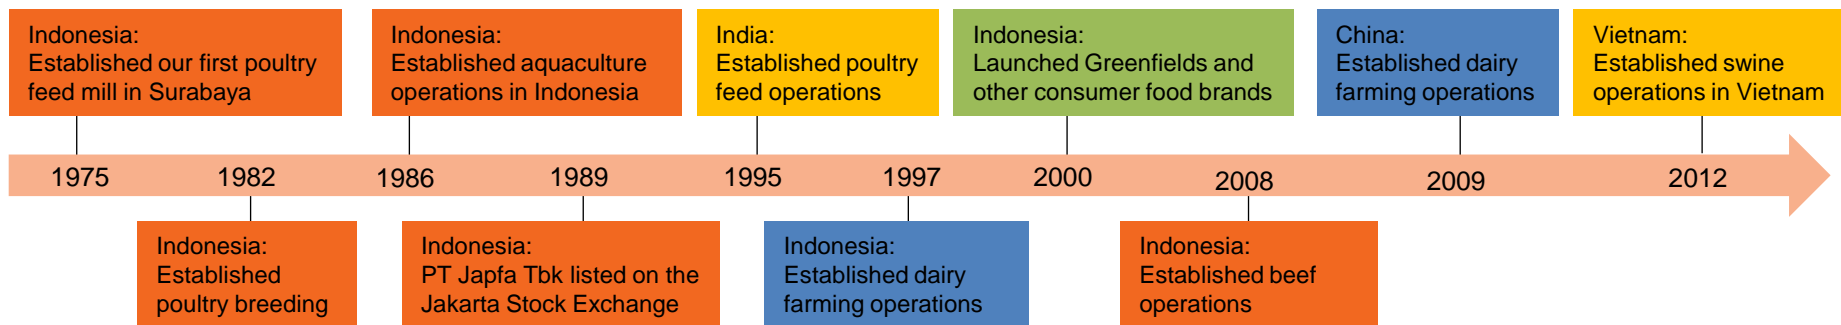 Indonesia:
Established our first poultry
feed mill in Surabaya
Indonesia:
Established aquaculture
operations in Indonesia
India:
Established poultry
feed operations
Indonesia:
Launched Greenfields and
other consumer food brands
China:
Established dairy
farming operations
Vietnam:
Established swine
operations in Vietnam
1975 1982 1986 1989 1995 1997 2000 2008 2009 2012
Indonesia:
Established
poultry breeding
Indonesia:
PT Japfa Tbk listed on the
Jakarta Stock Exchange
Indonesia:
Established dairy
farming operations
Indonesia:
Established beef
operations